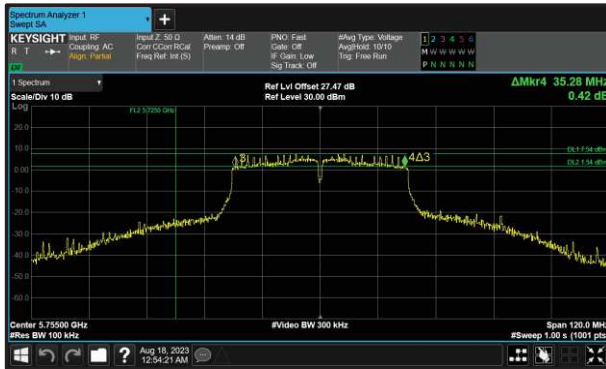 Spectrum Analyzer 1
Swept SA
KEYSIGHT
R T
Input: RF
Coupling: AC
Align: Partial
Input Z: 50 Ω
Corr CCorr RCal
Freq Ref: Int (S)
Atten: 14 dB
Preamp: Off
PNO: Fast
Gate: Off
IF Gain: Low
Sig Track: Off
#Avg Type: Voltage
Avg|Hold: 10/10
Trig: Free Run
1 2 3 4 5 6
M W W W W W
P N N N N N
1 Spectrum
Scale/Div 10 dB
Log
Ref Lvl Offset 27.47 dB
Ref Level 30.00 dBm
ΔMkr4 35.28 MHz
0.42 dB
DL1 7.54 dBm
DL2 1.54 dBm
3
4Δ3
20.0
10.0
0.00
-10.0
-20.0
-30.0
-40.0
-50.0
-60.0
Center 5.75500 GHz
#Res BW 100 kHz
#Video BW 300 kHz
Span 120.0 MHz
#Sweep 1.00 s (1001 pts)
?
Aug 18, 2023
12:54:21 AM